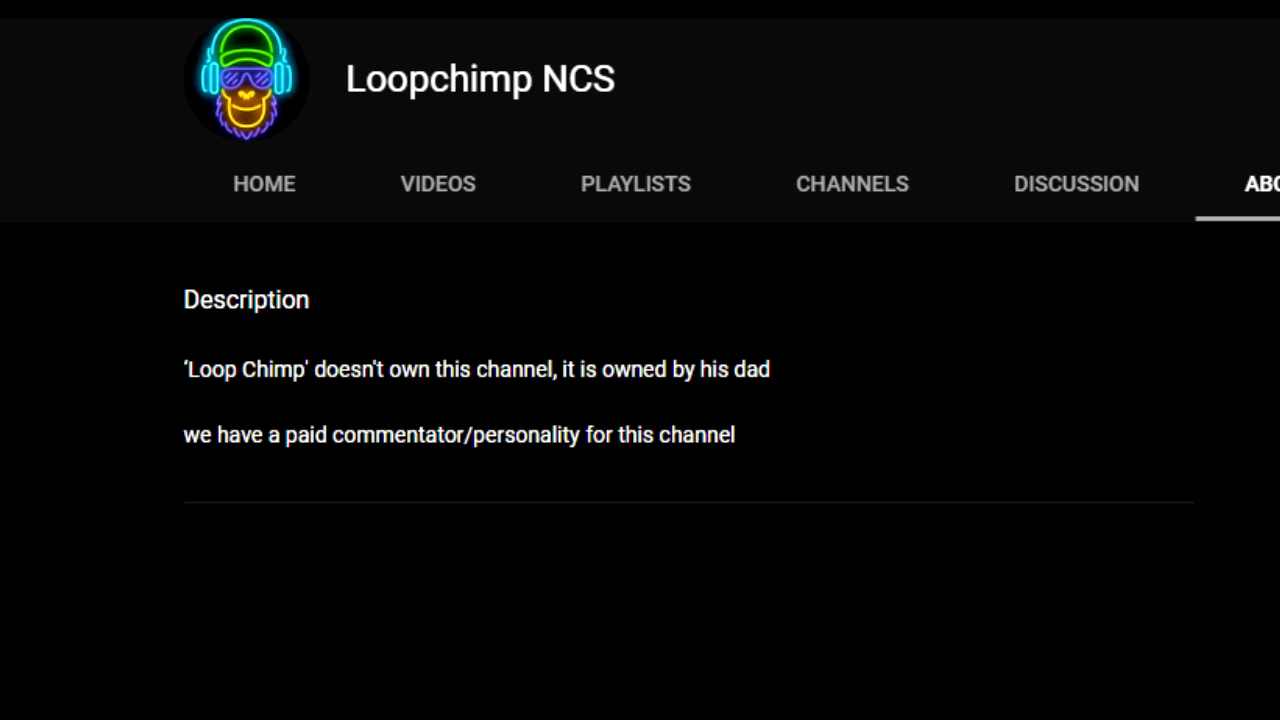 Loopchimp NCS
HOME VIDEOS PLAYLISTS CHANNELS DISCUSSION ABO
Description
‘Loop Chimp' doesn't own this channel, it is owned by his dad
we have a paid commentator/personality for this channel